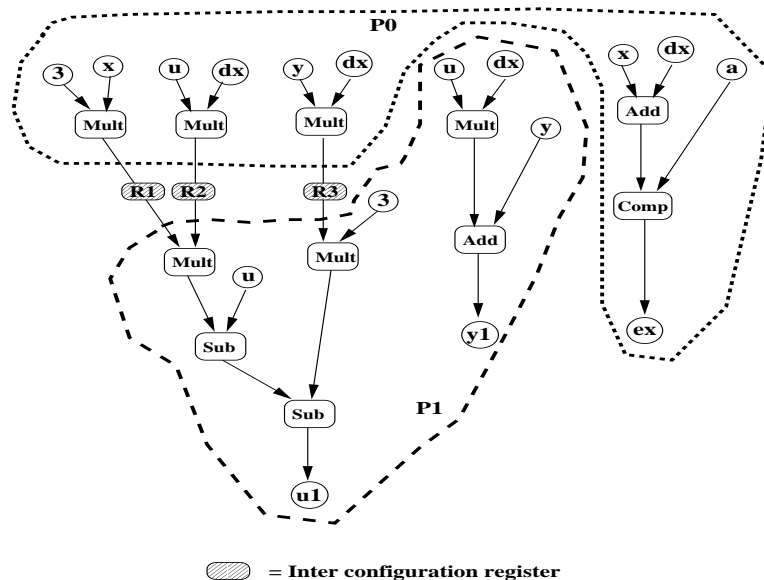 P0
3 x u dx y dx u dx x dx a
Mult Mult Mult Mult Add
y
R1 R2 R3
3 Comp
Mult Mult Add
u
Sub y1 ex
Sub P1
u1
= Inter configuration register